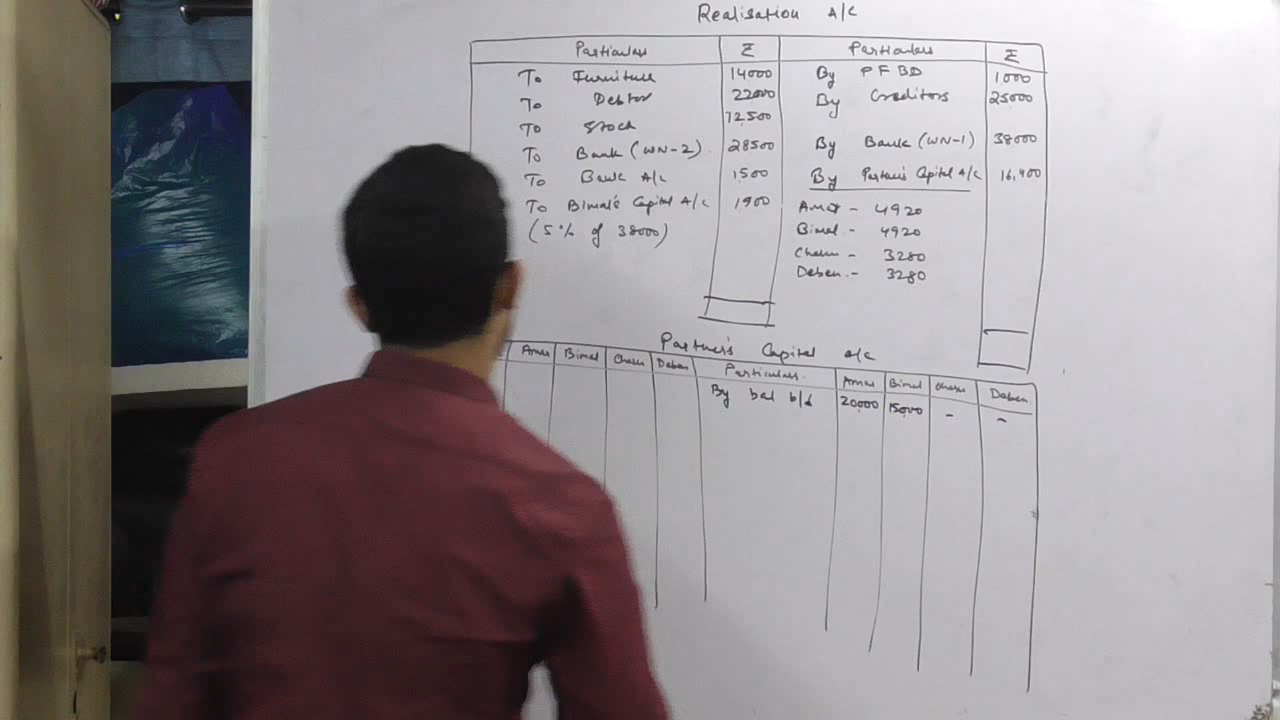 Realisation A/C
Particulars ₹ Particulars ₹
To Furniture 14000 By P F B D 1,000
To Debtor 22000 By Creditors 25000
To Stock 12500
To Bank (WN-2) 28500 By Bank (WN-1) 38000
To Bank A/c 1500 By Partner's Capital A/c 16,400
To Bimal's Capital A/c 1900 Amar - 4920
(5% of 38000) Bimal - 4920
Charu - 3280
Deben - 3280
Partner's Capital A/c
Amar Bimal Charu Deben Particulars Amar Bimal Charu Deben
By bal b/d 20000 15000 - -